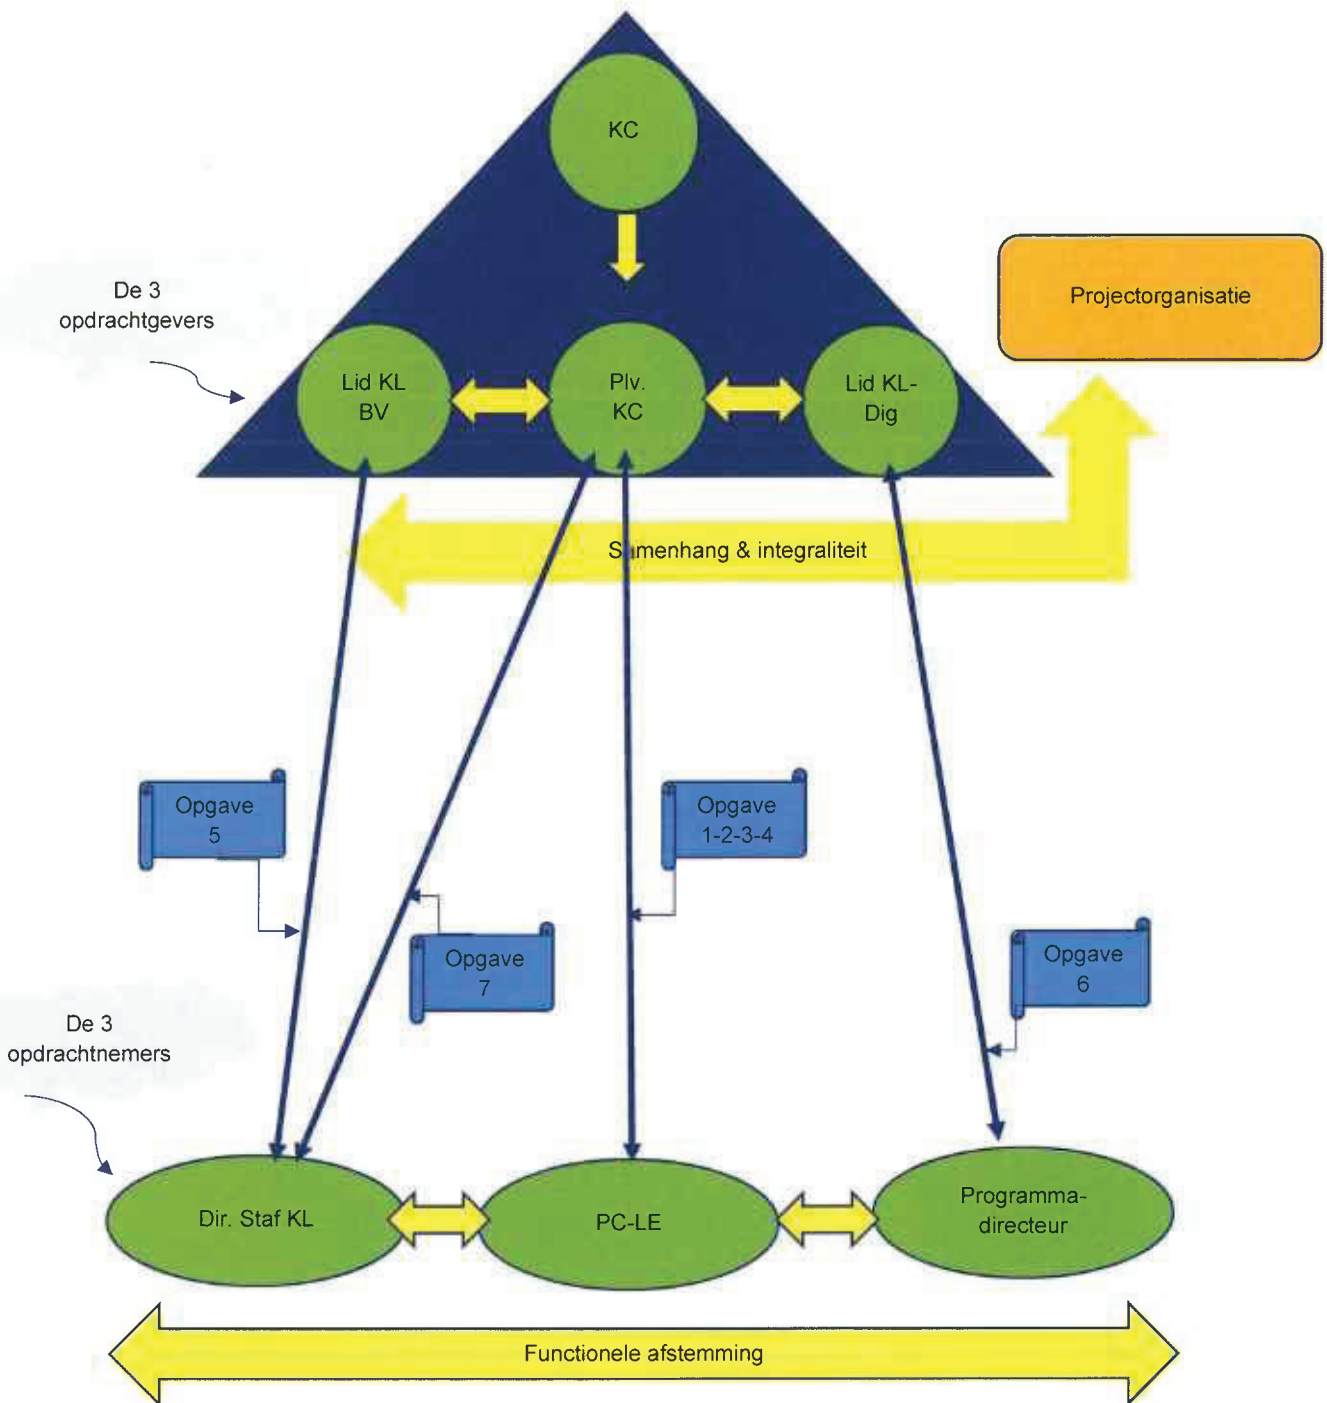 KC
De 3
opdrachtgevers
Projectorganisatie
Lid KL
BV
Plv.
KC
Lid KL-
Dig
Samenhang & integraliteit
Opgave
5
Opgave
1-2-3-4
Opgave
7
Opgave
6
De 3
opdrachtnemers
Dir. Staf KL
PC-LE
Programma-
directeur
Functionele afstemming